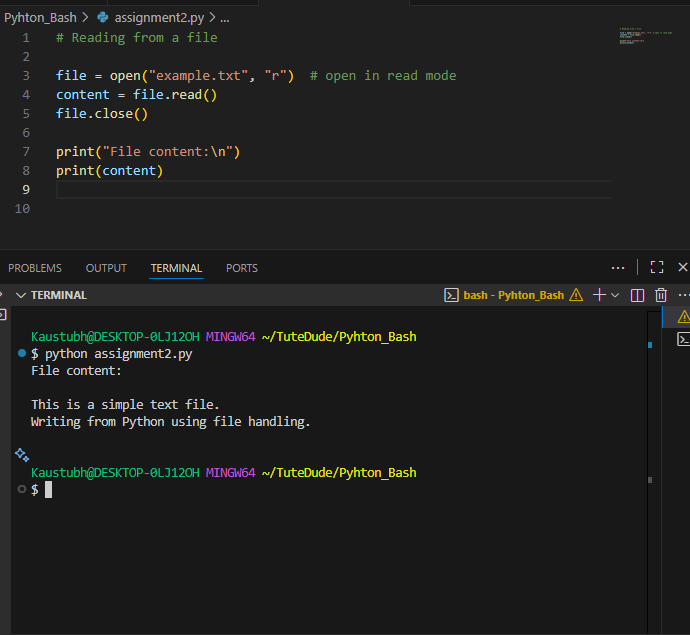 Pyhton_Bash > assignment2.py > ...
1 # Reading from a file
2
3 file = open("example.txt", "r")  # open in read mode
4 content = file.read()
5 file.close()
6
7 print("File content:\n")
8 print(content)
9
10
PROBLEMS OUTPUT TERMINAL PORTS
TERMINAL bash - Pyhton_Bash
Kaustubh@DESKTOP-0LJ12OH MINGW64 ~/TuteDude/Pyhton_Bash
$ python assignment2.py
File content:
This is a simple text file.
Writing from Python using file handling.
Kaustubh@DESKTOP-0LJ12OH MINGW64 ~/TuteDude/Pyhton_Bash
$